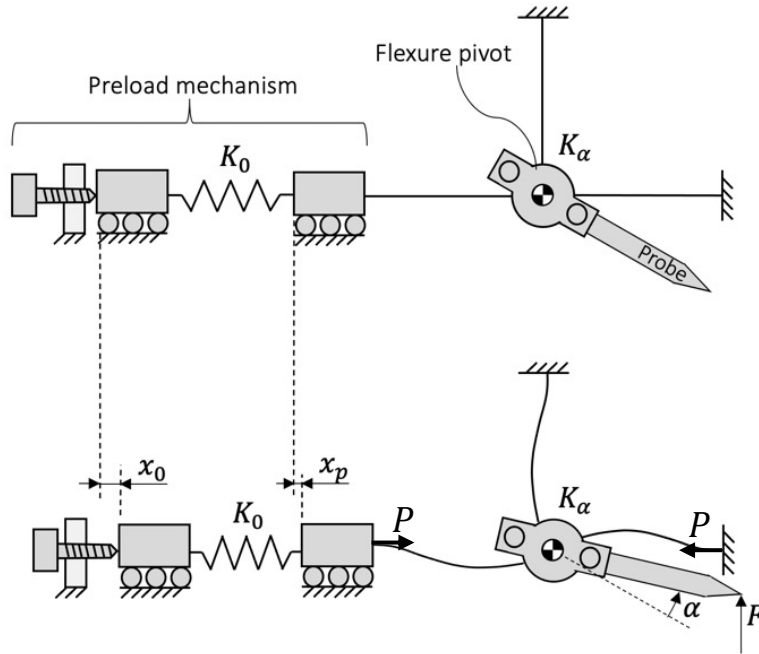 Flexure pivot
Preload mechanism
K₀
Kα
Probe
x₀
xₚ
K₀
P
Kα
P
α
F